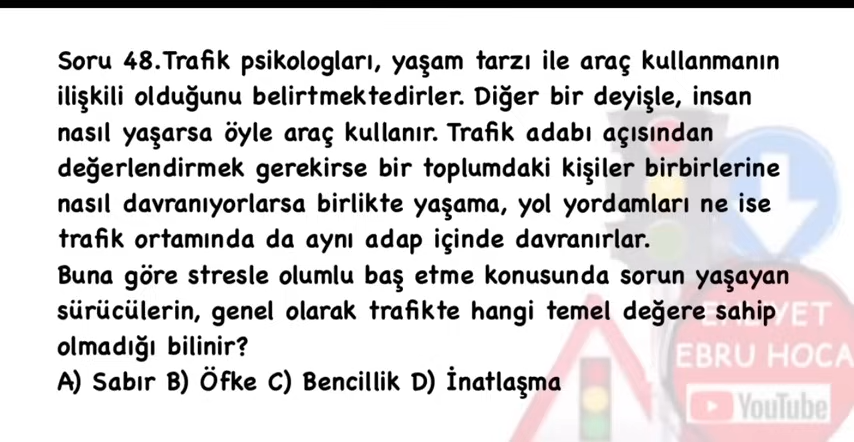 Soru 48.Trafik psikologları, yaşam tarzı ile araç kullanmanın
ilişkili olduğunu belirtmektedirler. Diğer bir deyişle, insan
nasıl yaşarsa öyle araç kullanır. Trafik adabı açısından
değerlendirmek gerekirse bir toplumdaki kişiler birbirlerine
nasıl davranıyorlarsa birlikte yaşama, yol yordamları ne ise
trafik ortamında da aynı adap içinde davranırlar.
Buna göre stresle olumlu baş etme konusunda sorun yaşayan
sürücülerin, genel olarak trafikte hangi temel değere sahip
olmadığı bilinir?
A) Sabır B) Öfke C) Bencillik D) İnatlaşma
EHLİYET
EBRU HOCA
YouTube